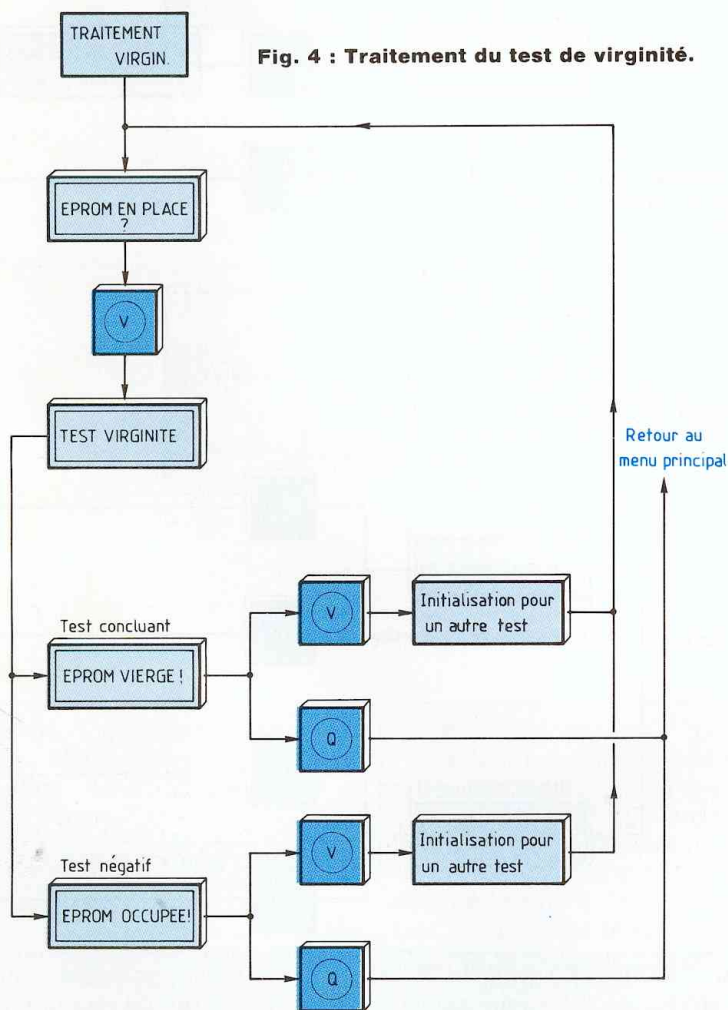 TRAITEMENT
VIRGIN.
Fig. 4 : Traitement du test de virginité.
EPROM EN PLACE
?
V
TEST VIRGINITE
Retour au
menu principal
Test concluant
EPROM VIERGE !
V
Initialisation pour
un autre test
Q
Test négatif
EPROM OCCUPEE!
V
Initialisation pour
un autre test
Q